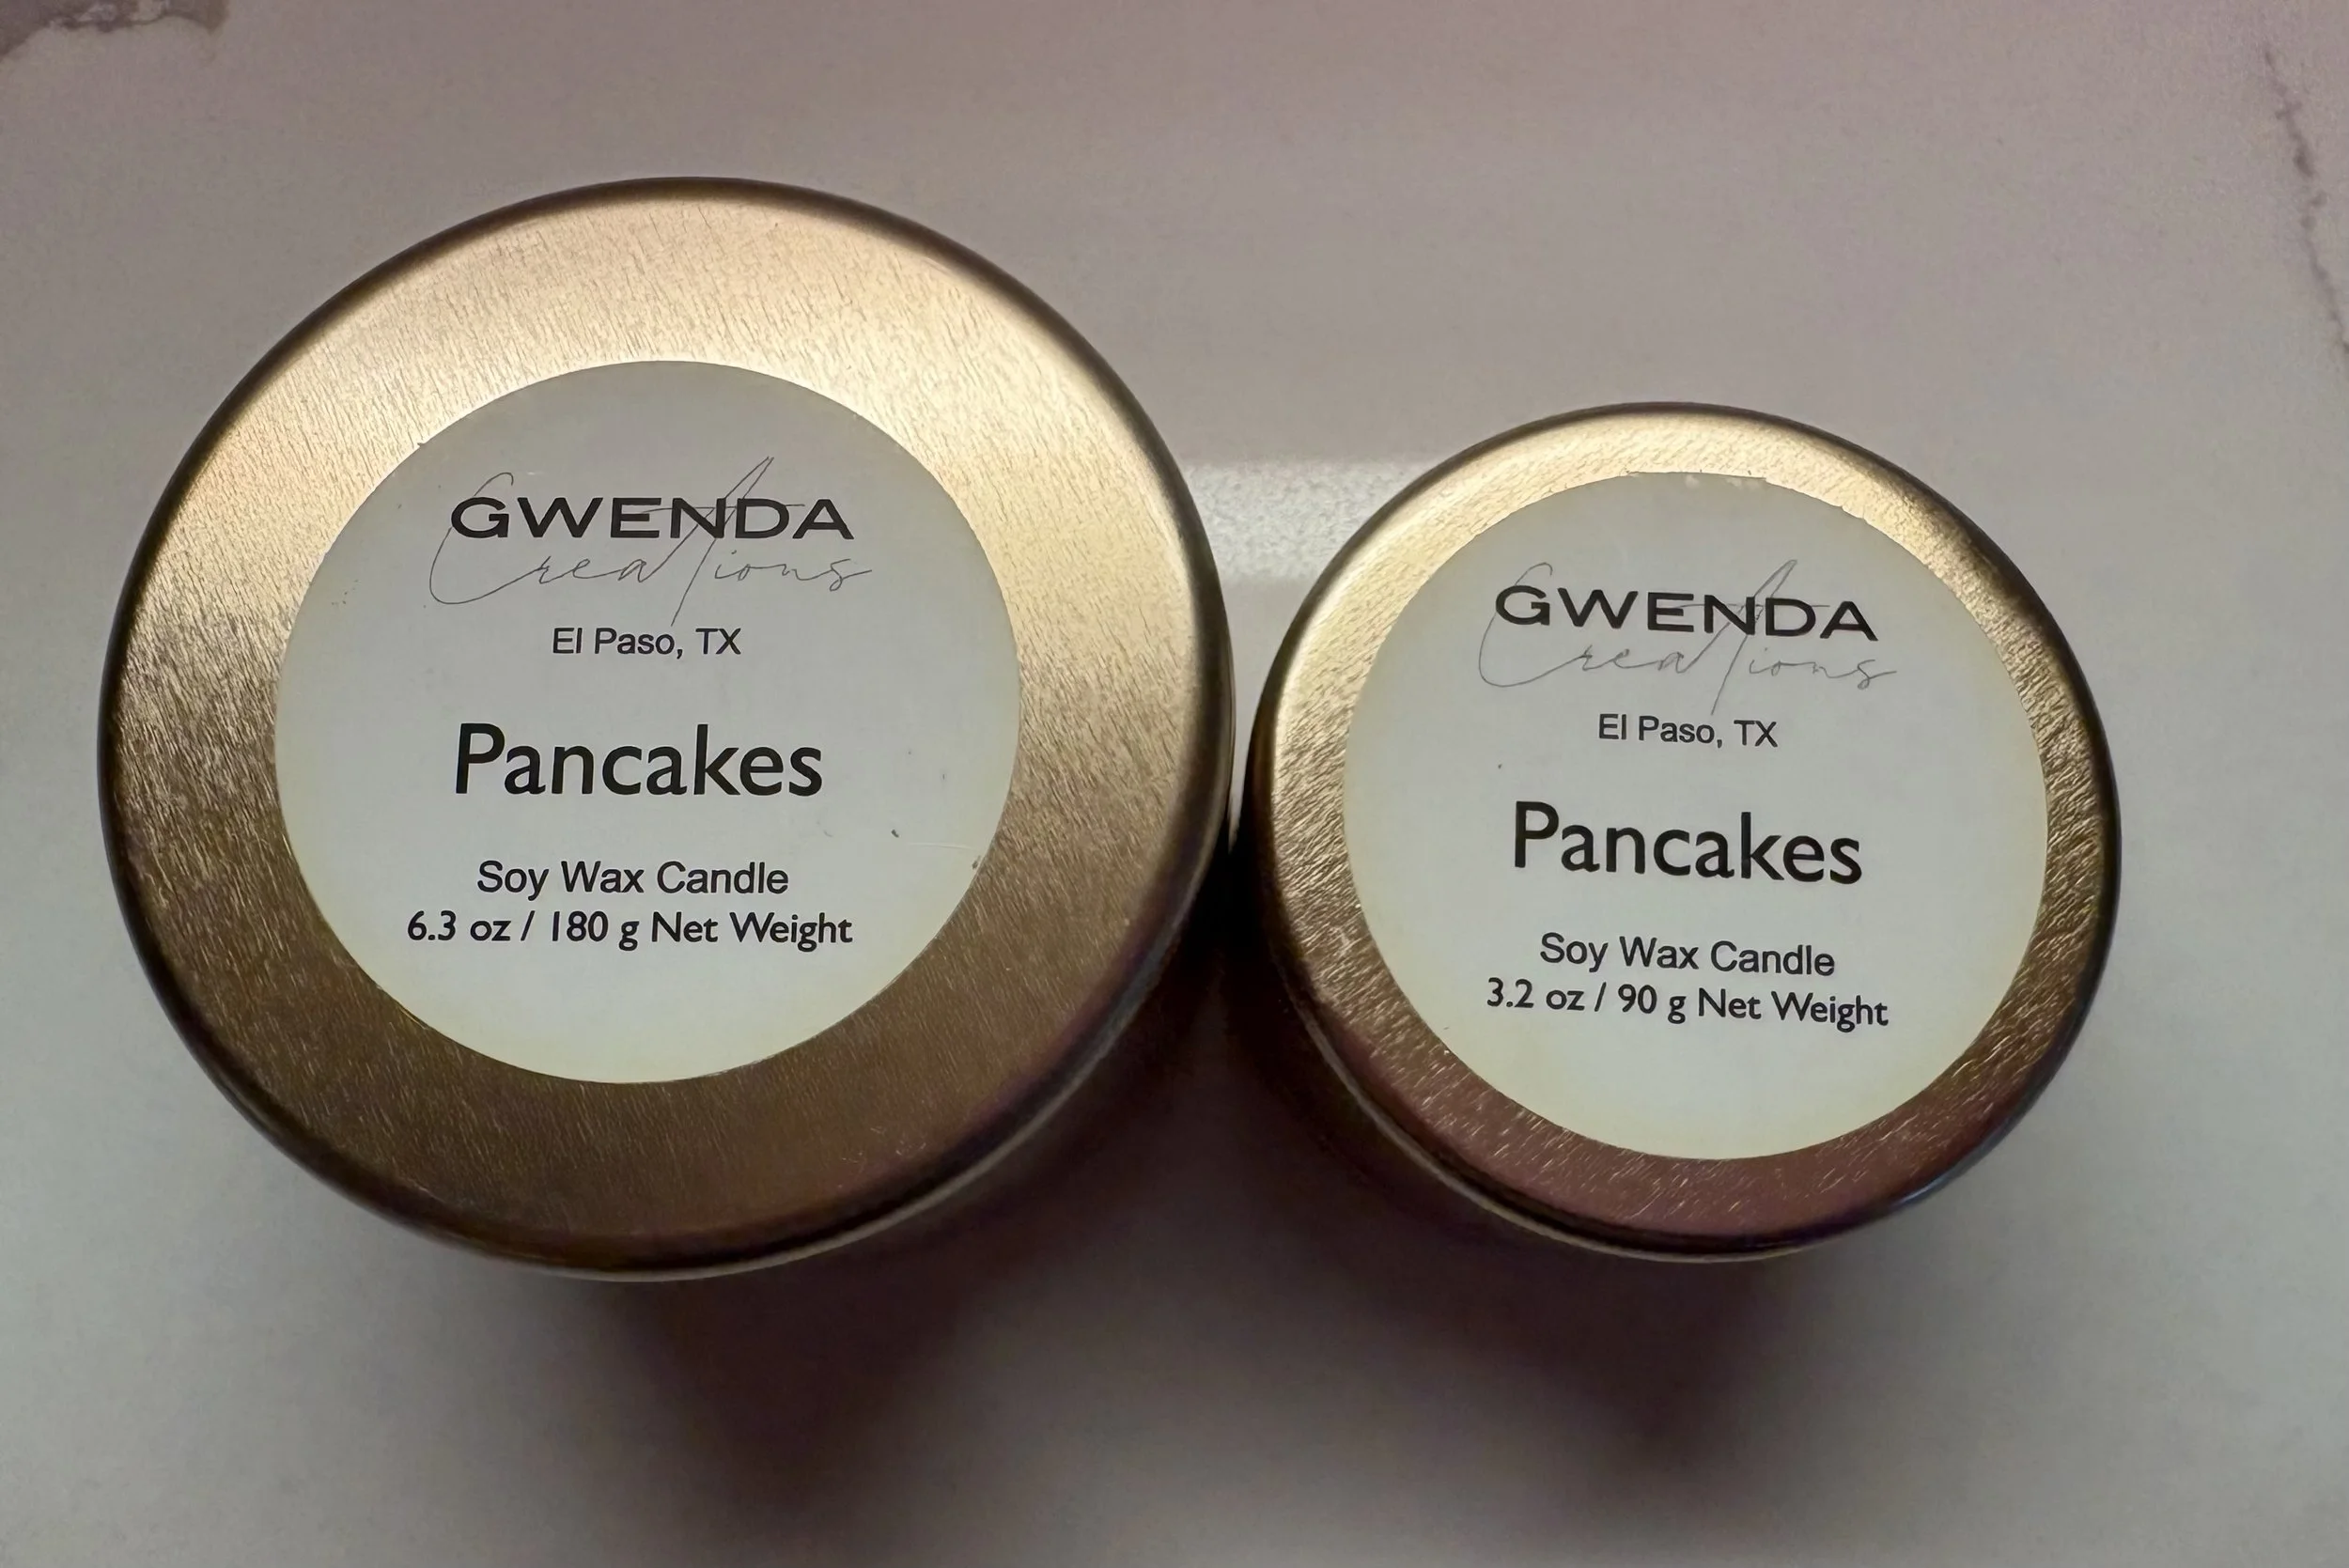 GWENDA
Creations
El Paso, TX
Pancakes
Soy Wax Candle
6.3 oz / 180 g Net Weight
GWENDA
Creations
El Paso, TX
Pancakes
Soy Wax Candle
3.2 oz / 90 g Net Weight